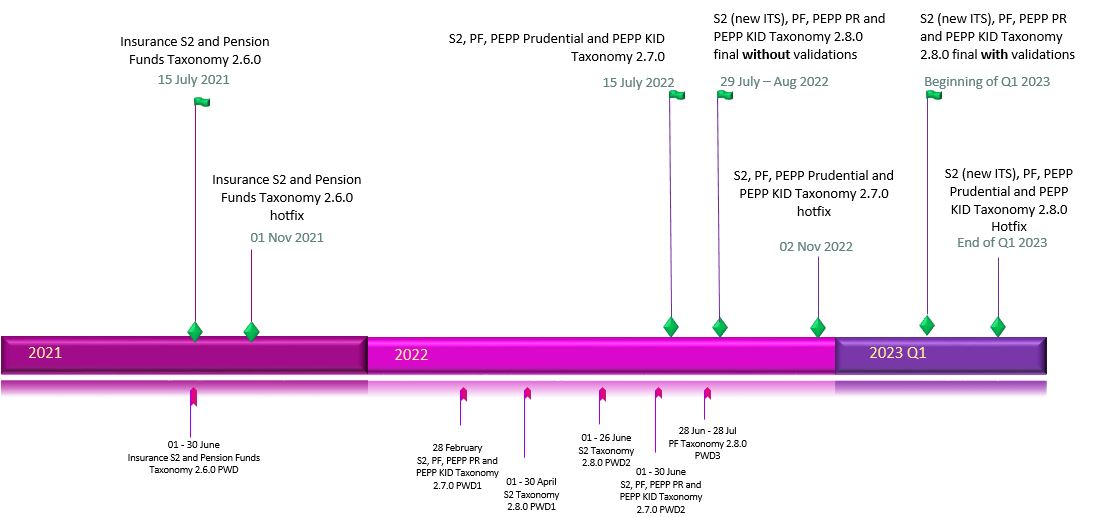 Insurance S2 and Pension
Funds Taxonomy 2.6.0
15 July 2021
Insurance S2 and Pension
Funds Taxonomy 2.6.0
hotfix
01 Nov 2021
S2, PF, PEPP Prudential and PEPP KID
Taxonomy 2.7.0
15 July 2022
S2 (new ITS), PF, PEPP PR and
PEPP KID Taxonomy 2.8.0
final without validations
29 July – Aug 2022
S2, PF, PEPP Prudential and
PEPP KID Taxonomy 2.7.0
hotfix
02 Nov 2022
S2 (new ITS), PF, PEPP PR
and PEPP KID Taxonomy
2.8.0 final with validations
Beginning of Q1 2023
S2 (new ITS), PF, PEPP
Prudential and PEPP
KID Taxonomy 2.8.0
Hotfix
End of Q1 2023
2021
2022
2023 Q1
01 - 30 June
Insurance S2 and Pension Funds
Taxonomy 2.6.0 PWD
28 February
S2, PF, PEPP PR and
PEPP KID Taxonomy
2.7.0 PWD1
01 - 30 April
S2 Taxonomy
2.8.0 PWD1
01 - 26 June
S2 Taxonomy
2.8.0 PWD2
01 - 30 June
S2, PF, PEPP PR and
PEPP KID Taxonomy
2.7.0 PWD2
28 Jun - 28 Jul
PF Taxonomy 2.8.0
PWD3